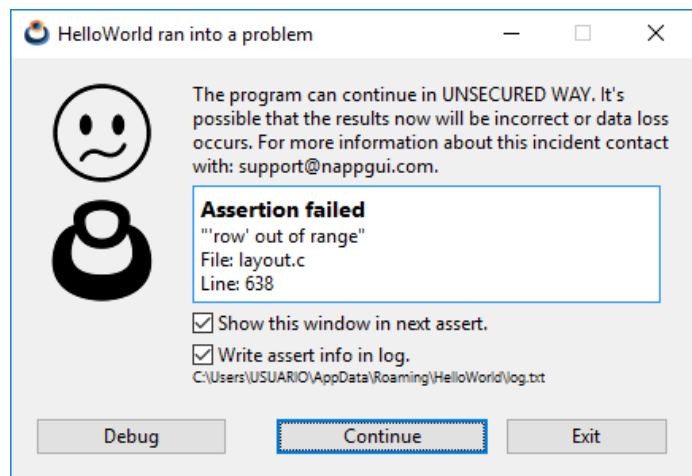 HelloWorld ran into a problem
The program can continue in UNSECURED WAY. It's
possible that the results now will be incorrect or data loss
occurs. For more information about this incident contact
with: support@nappgui.com.
Assertion failed
"'row' out of range"
File: layout.c
Line: 638
Show this window in next assert.
Write assert info in log.
C:\Users\USUARIO\AppData\Roaming\HelloWorld\log.txt
Debug
Continue
Exit